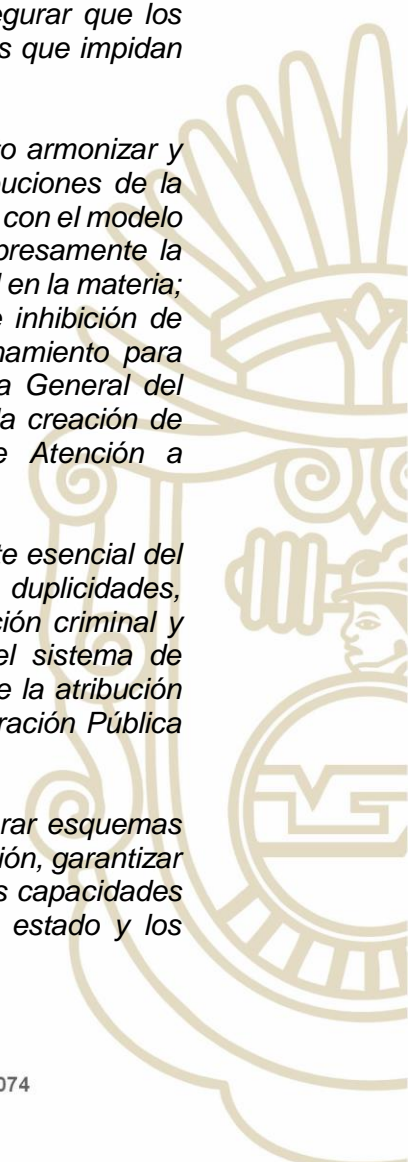 egurar que los
s que impidan
o armonizar y
uciones de la
con el modelo
presamente la
l en la materia;
e inhibición de
namiento para
a General del
la creación de
e Atención a
te esencial del
duplicidades,
ción criminal y
el sistema de
e la atribución
ración Pública
rar esquemas
ión, garantizar
s capacidades
estado y los
074